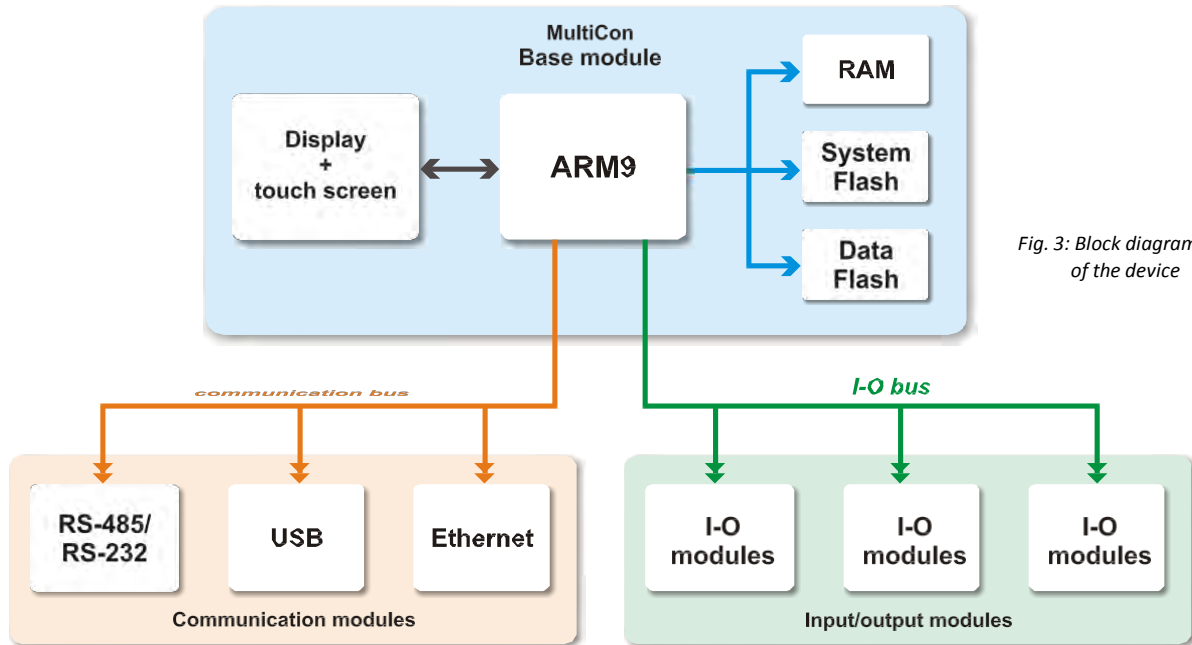 MultiCon
Base module
Display
+
touch screen
ARM9
RAM
System
Flash
Data
Flash
Fig. 3: Block diagram
of the device
communication bus
I-O bus
RS-485/
RS-232
USB
Ethernet
Communication modules
I-O
modules
I-O
modules
I-O
modules
Input/output modules